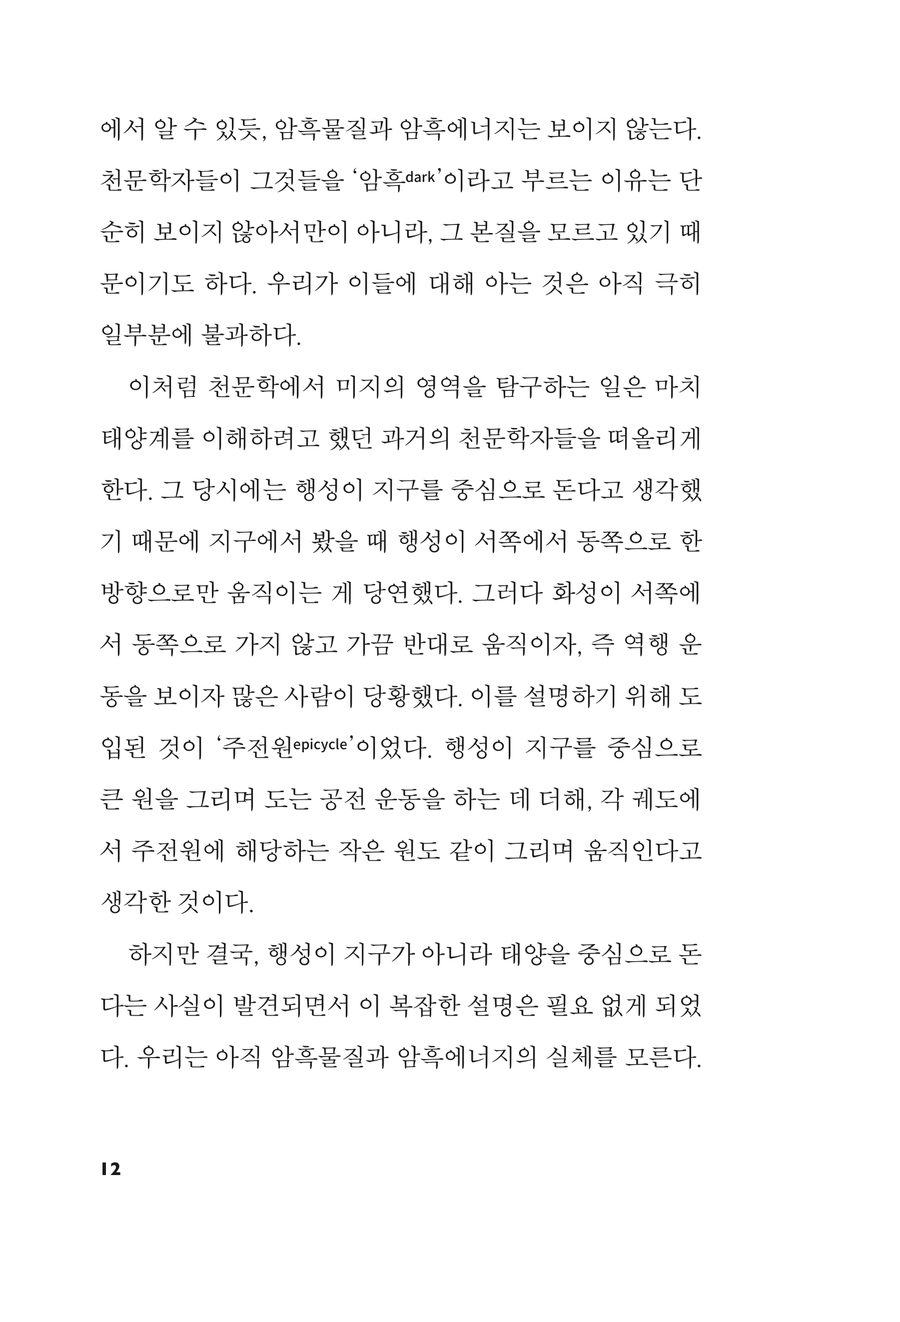 에서 알 수 있듯, 암흑물질과 암흑에너지는 보이지 않는다.
천문학자들이 그것들을 ‘암흑dark’이라고 부르는 이유는 단
순히 보이지 않아서만이 아니라, 그 본질을 모르고 있기 때
문이기도 하다. 우리가 이들에 대해 아는 것은 아직 극히
일부분에 불과하다.
이처럼 천문학에서 미지의 영역을 탐구하는 일은 마치
태양계를 이해하려고 했던 과거의 천문학자들을 떠올리게
한다. 그 당시에는 행성이 지구를 중심으로 돈다고 생각했
기 때문에 지구에서 봤을 때 행성이 서쪽에서 동쪽으로 한
방향으로만 움직이는 게 당연했다. 그러다 화성이 서쪽에
서 동쪽으로 가지 않고 가끔 반대로 움직이자, 즉 역행 운
동을 보이자 많은 사람이 당황했다. 이를 설명하기 위해 도
입된 것이 ‘주전원epicycle’이었다. 행성이 지구를 중심으로
큰 원을 그리며 도는 공전 운동을 하는 데 더해, 각 궤도에
서 주전원에 해당하는 작은 원도 같이 그리며 움직인다고
생각한 것이다.
하지만 결국, 행성이 지구가 아니라 태양을 중심으로 돈
다는 사실이 발견되면서 이 복잡한 설명은 필요 없게 되었
다. 우리는 아직 암흑물질과 암흑에너지의 실체를 모른다.
12